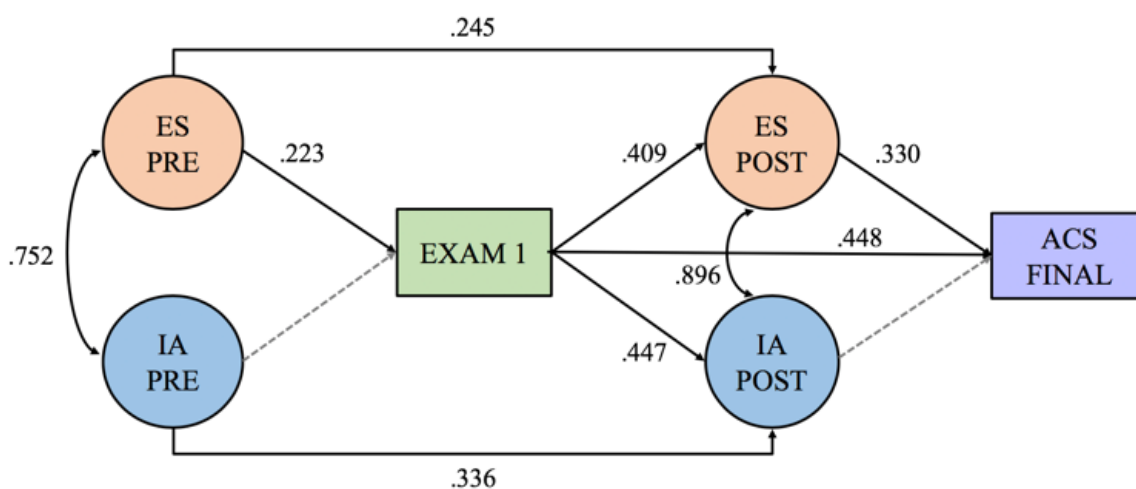 .245
ES
PRE
ES
POST
.223
.409
.330
.752
EXAM 1
.448
ACS
FINAL
.896
IA
PRE
.447
IA
POST
.336